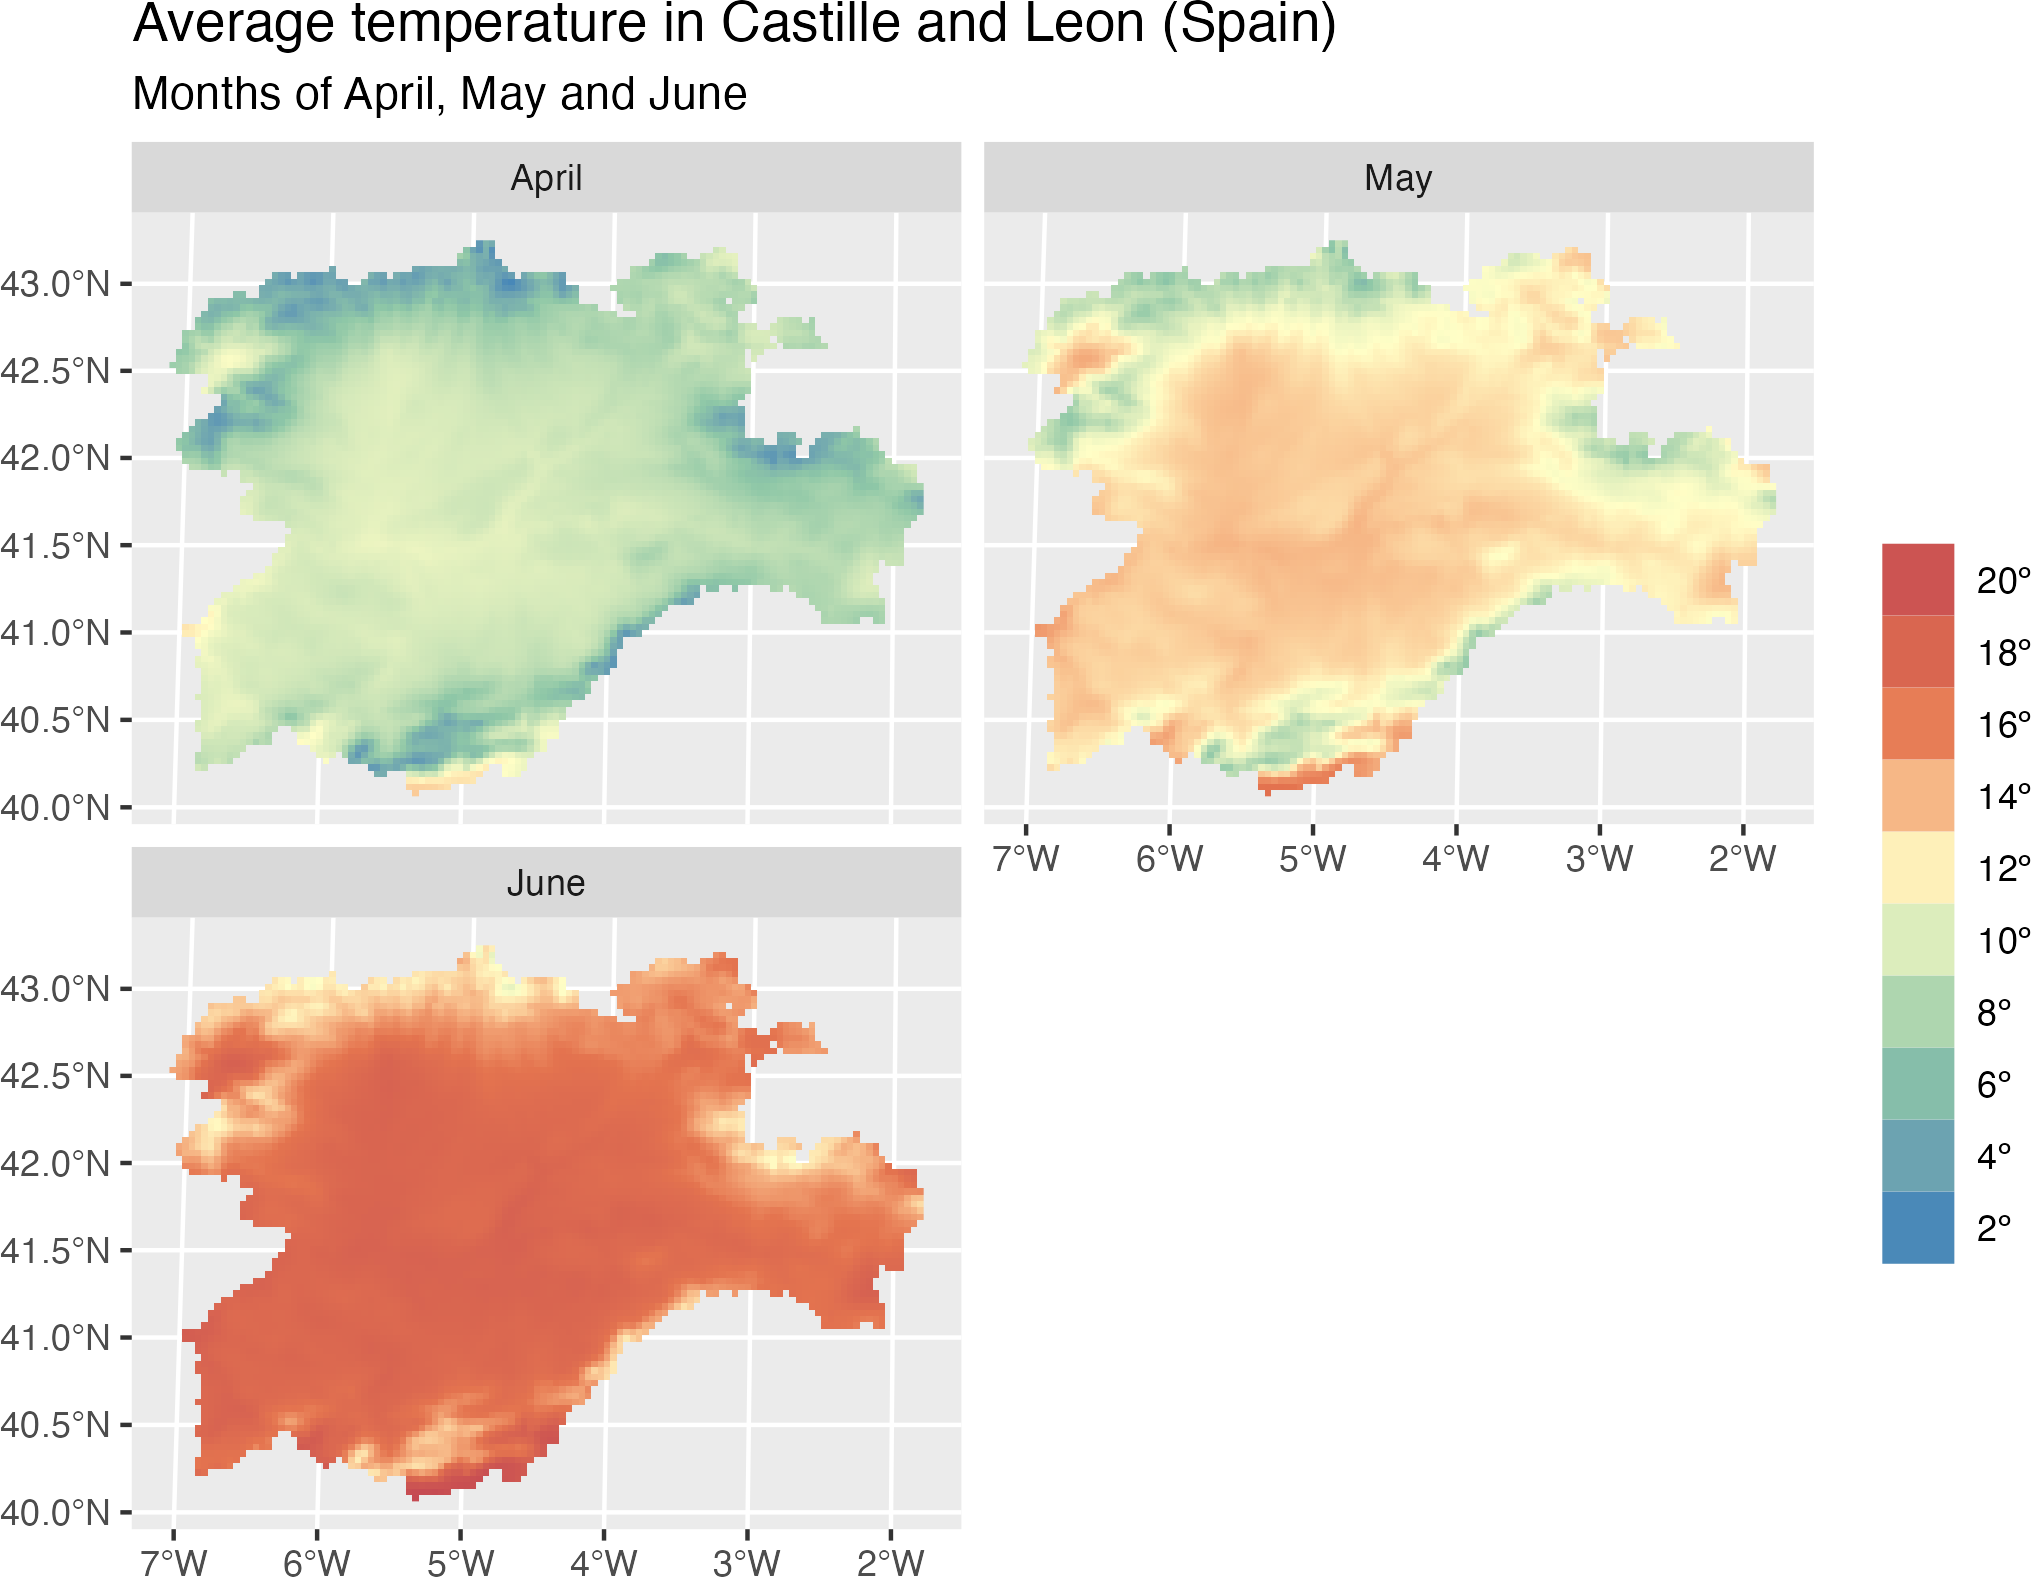 Average temperature in Castille and Leon (Spain)
Months of April, May and June
April
May
43.0°N
42.5°N
42.0°N
41.5°N
41.0°N
40.5°N
40.0°N
7°W 6°W 5°W 4°W 3°W 2°W
June
43.0°N
42.5°N
42.0°N
41.5°N
41.0°N
40.5°N
40.0°N
7°W 6°W 5°W 4°W 3°W 2°W
20°
18°
16°
14°
12°
10°
8°
6°
4°
2°